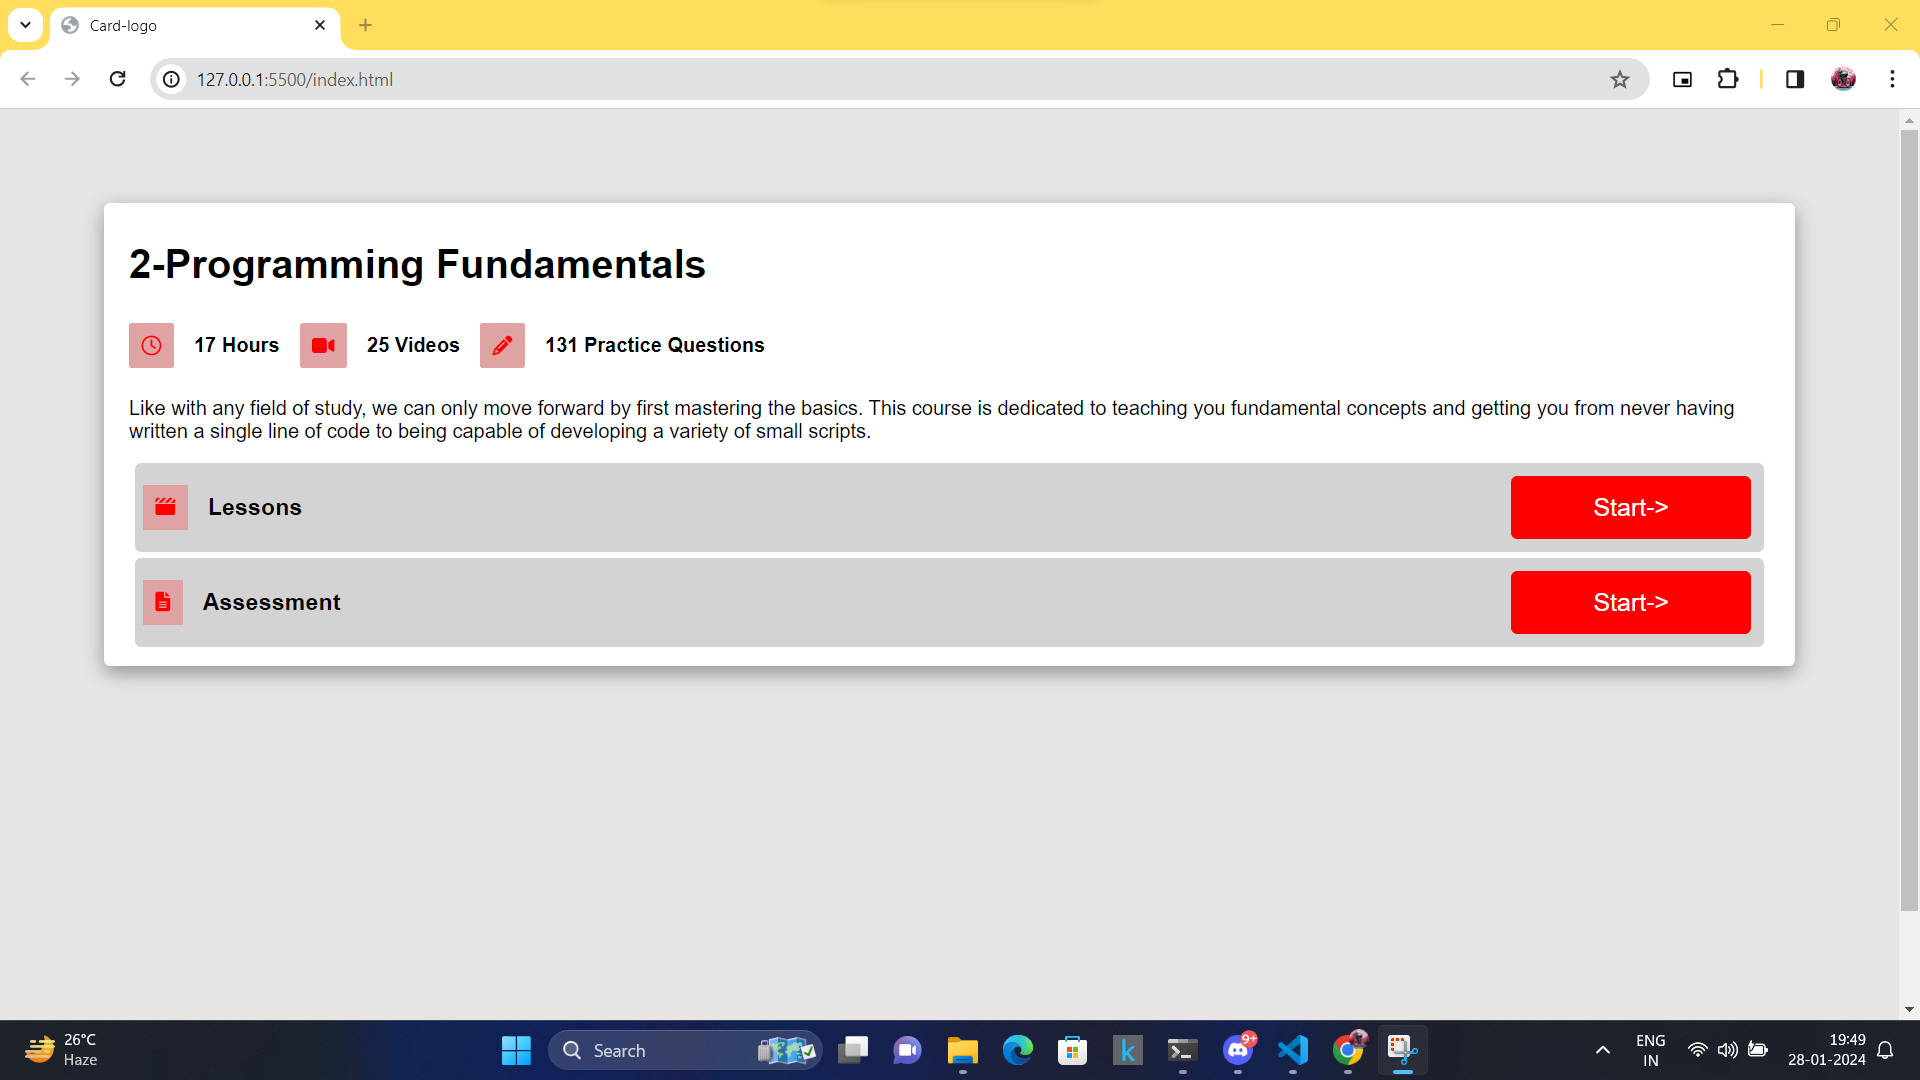 Card-logo
127.0.0.1:5500/index.html
2-Programming Fundamentals
17 Hours 25 Videos 131 Practice Questions
Like with any field of study, we can only move forward by first mastering the basics. This course is dedicated to teaching you fundamental concepts and getting you from never having
written a single line of code to being capable of developing a variety of small scripts.
Lessons Start->
Assessment Start->
26°C
Haze
Search
k
9+
ENG
IN
19:49
28-01-2024